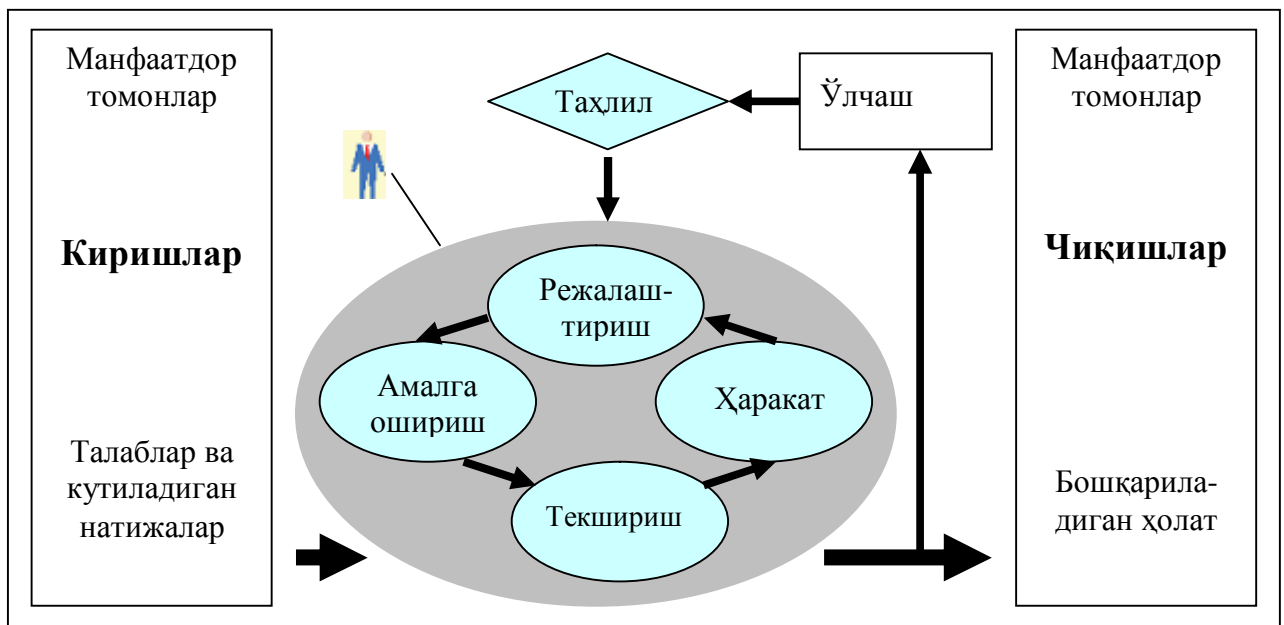 Манфаатдор
томонлар
Киришлар
Талаблар ва
кутиладиган
натижалар
Таҳлил
Ўлчаш
Режалаш-
тириш
Амалга
ошириш
Ҳаракат
Текшириш
Манфаатдор
томонлар
Чиқишлар
Бошқарила-
диган ҳолат